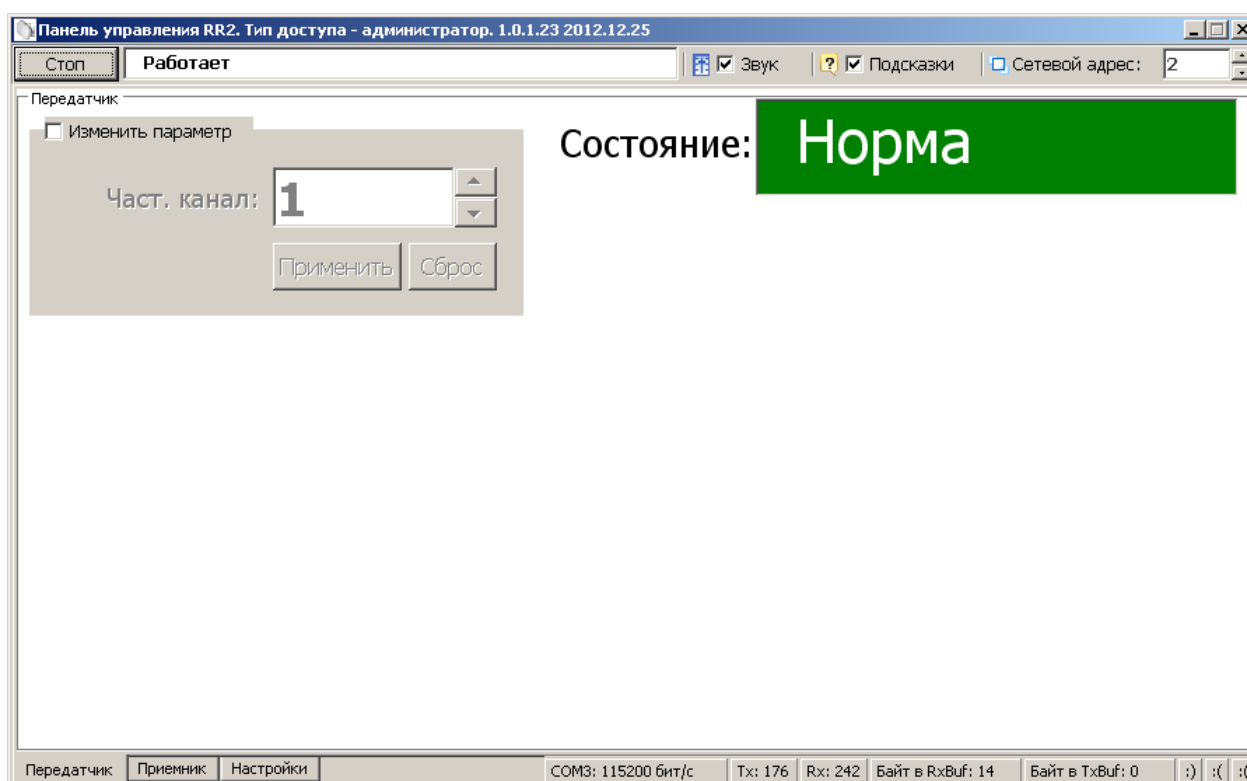 Панель управления RR2. Тип доступа - администратор. 1.0.1.23 2012.12.25
Стоп Работает Звук Подсказки Сетевой адрес: 2
Передатчик
Изменить параметр
Част. канал: 1
Применить Сброс
Состояние: Норма
Передатчик Приемник Настройки COM3: 115200 бит/с Tx: 176 Rx: 242 Байт в RxBuf: 14 Байт в TxBuf: 0 :) :( :(